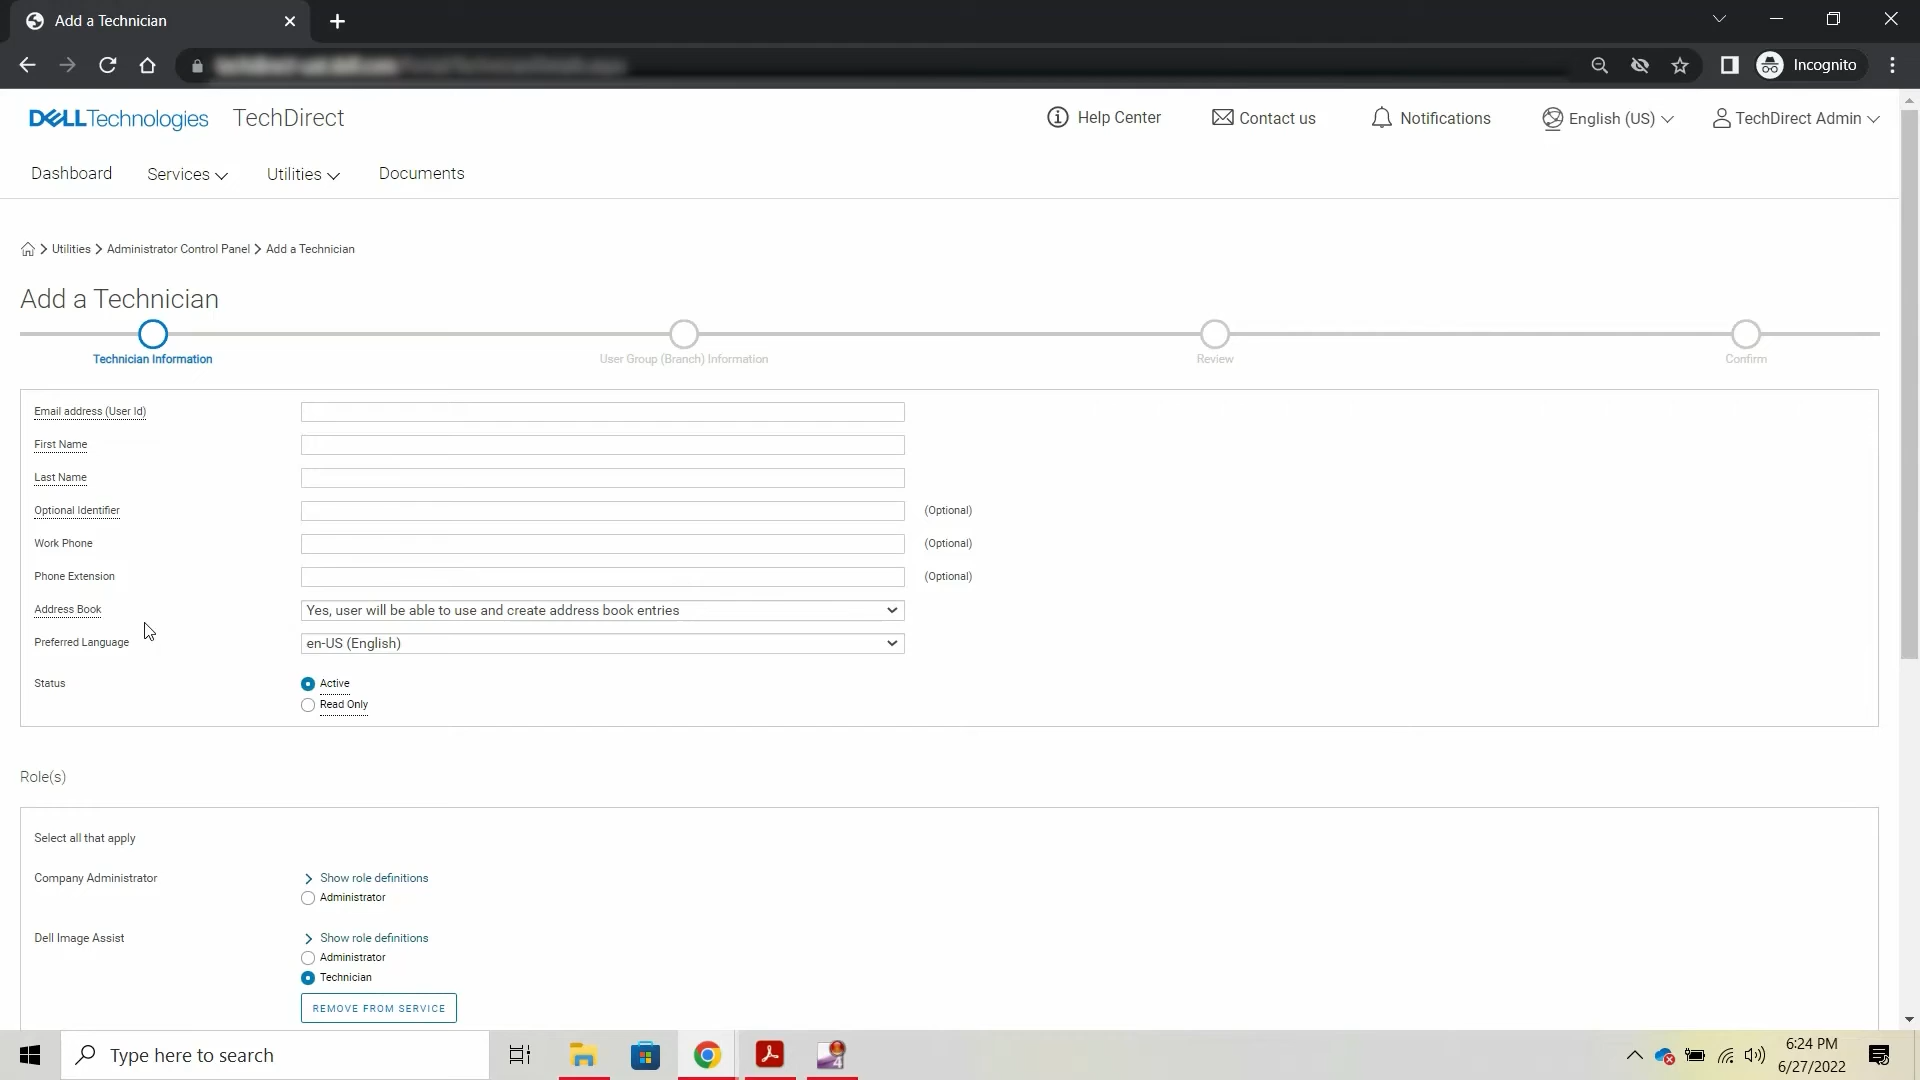 Add a Technician
Incognito
DELLTechnologies TechDirect
Help Center
Contact us
Notifications
English (US)
TechDirect Admin
Dashboard
Services
Utilities
Documents
Utilities > Administrator Control Panel > Add a Technician
Add a Technician
Technician Information
User Group (Branch) Information
Review
Confirm
Email address (User Id)
First Name
Last Name
Optional Identifier (Optional)
Work Phone (Optional)
Phone Extension (Optional)
Address Book Yes, user will be able to use and create address book entries
Preferred Language en-US (English)
Status Active
Read Only
Role(s)
Select all that apply
Company Administrator > Show role definitions
Administrator
Dell Image Assist > Show role definitions
Administrator
Technician
REMOVE FROM SERVICE
Type here to search
4
6:24 PM
6/27/2022